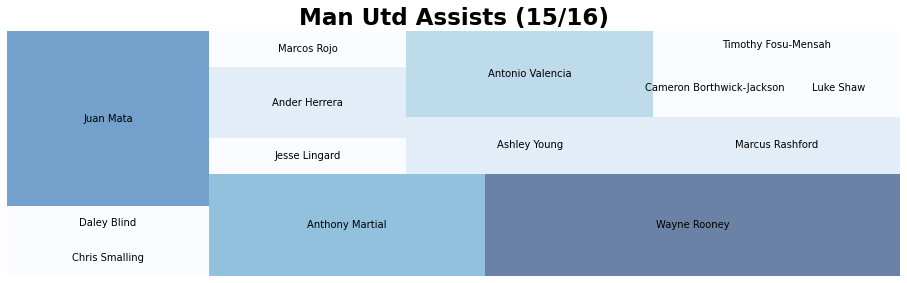 Man Utd Assists (15/16)
Marcos Rojo
Timothy Fosu-Mensah
Antonio Valencia
Cameron Borthwick-Jackson
Luke Shaw
Ander Herrera
Juan Mata
Ashley Young
Marcus Rashford
Jesse Lingard
Daley Blind
Anthony Martial
Wayne Rooney
Chris Smalling